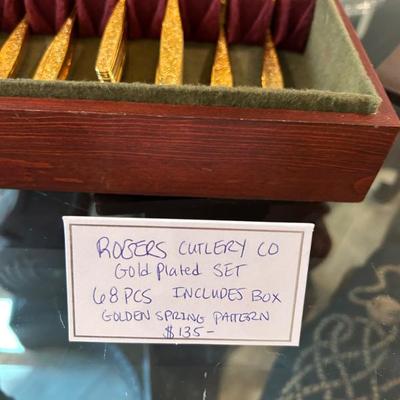 ROGERS CUTLERY CO
Gold Plated SET
68 PCS INCLUDES BOX
GOLDEN SPRING PATTERN
$135-